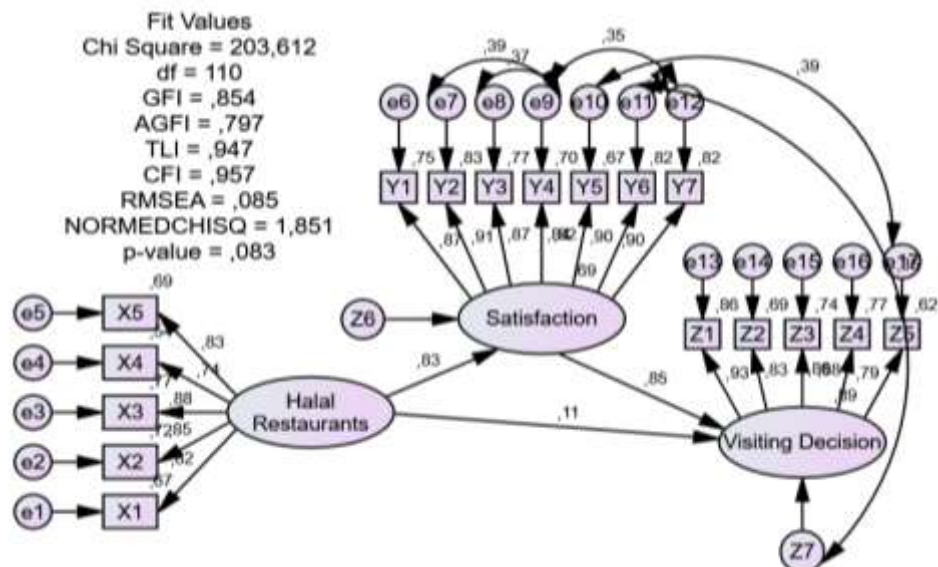 Fit Values
Chi Square = 203,612
df = 110
GFI = ,854
AGFI = ,797
TLI = ,947
CFI = ,957
RMSEA = ,085
NORMEDCHISQ = 1,851
p-value = ,083
,39 ,37 ,35 ,39
e6 e7 e8 e9 e10 e11 e12
,75 ,83 ,77 ,70 ,67 ,82 ,82
Y1 Y2 Y3 Y4 Y5 Y6 Y7
,87 ,91 ,87 ,90 ,90
,69
Z6
Satisfaction
e13 e14 e15 e16 e17
,86 ,69 ,74 ,77 ,62
Z1 Z2 Z3 Z4 Z5
,93 ,83 ,79
,89
Visiting Decision
Z7
,83
,85
,11
Halal
Restaurants
,69
e5 X5
,83
e4 X4
,74
,77
e3 X3
,88
,72 ,85
e2 X2
,82
,67
e1 X1